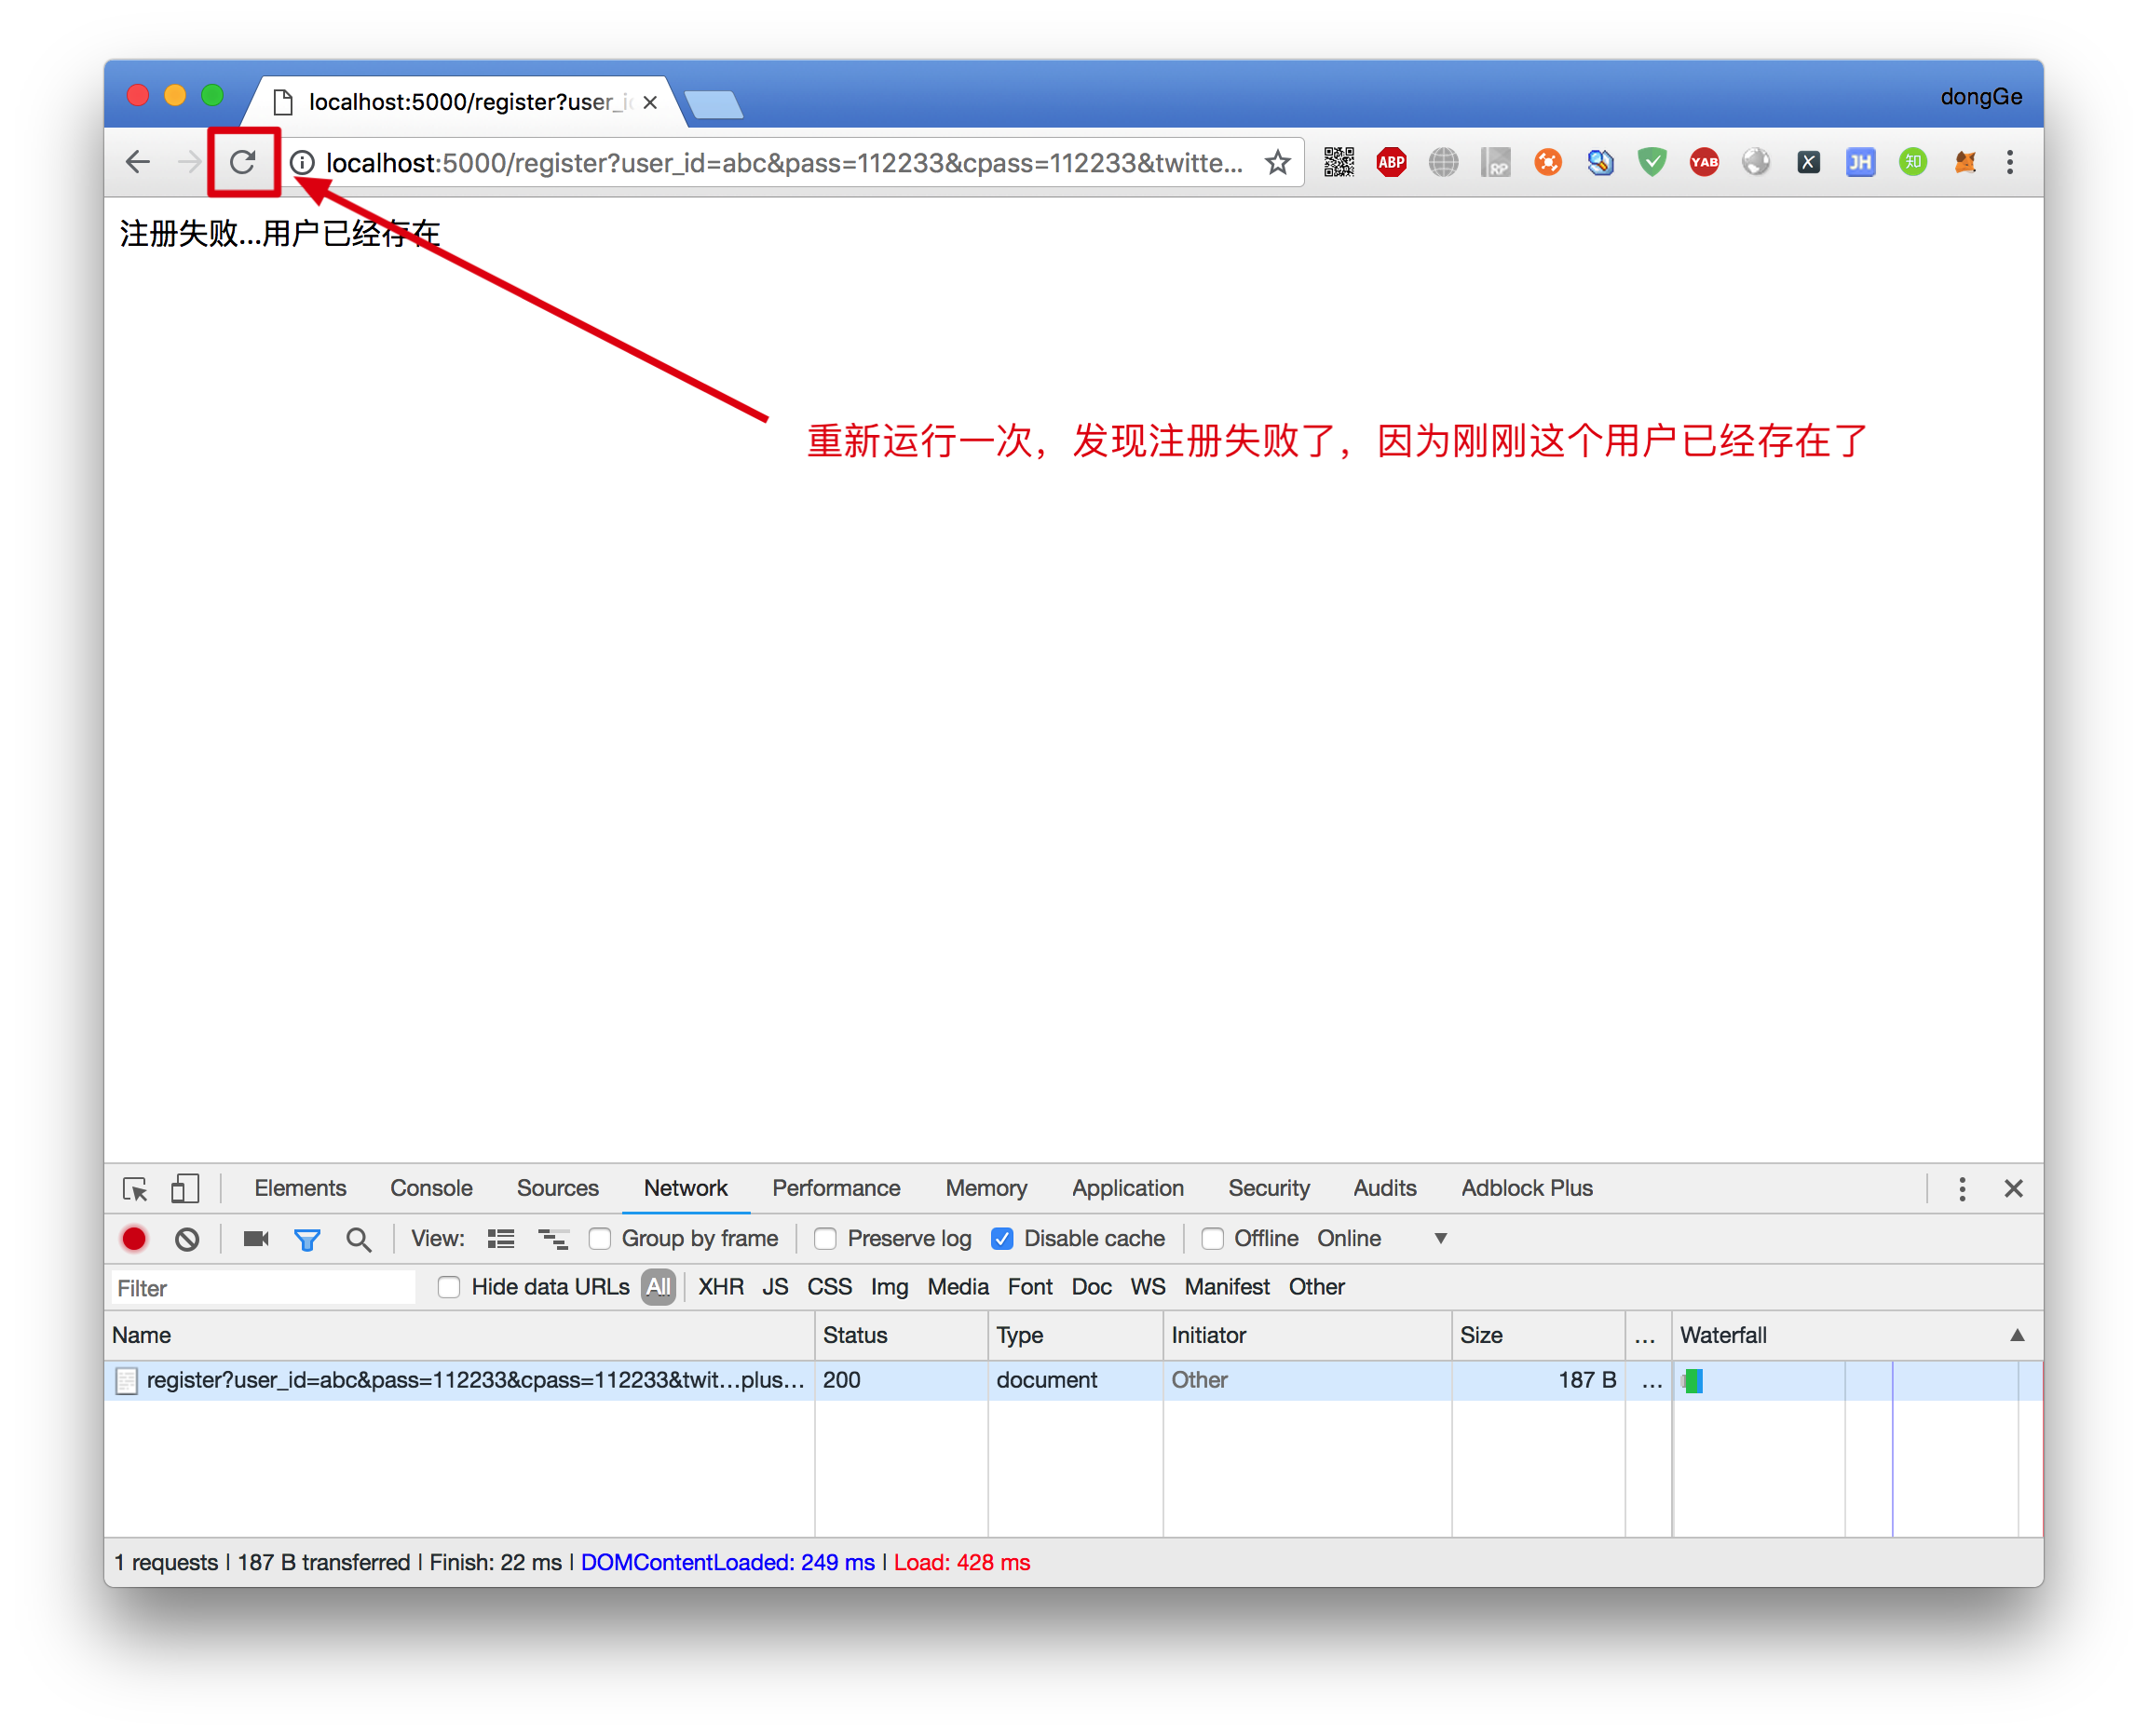 localhost:5000/register?user_i
dongGe
localhost:5000/register?user_id=abc&pass=112233&cpass=112233&twitte...
ABP
RP
YAB
X
JH
知
注册失败...用户已经存在
重新运行一次，发现注册失败了，因为刚刚这个用户已经存在了
Elements Console Sources Network Performance Memory Application Security Audits Adblock Plus
View: Group by frame Preserve log Disable cache Offline Online
Filter Hide data URLs All XHR JS CSS Img Media Font Doc WS Manifest Other
Name Status Type Initiator Size ... Waterfall
register?user_id=abc&pass=112233&cpass=112233&twit...plus... 200 document Other 187 B ...
1 requests | 187 B transferred | Finish: 22 ms | DOMContentLoaded: 249 ms | Load: 428 ms